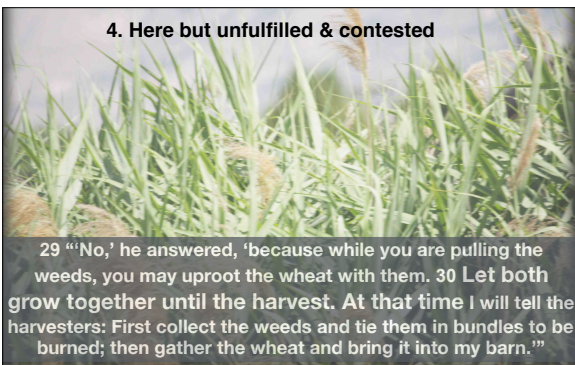 4. Here but unfulfilled & contested
29 “‘No,’ he answered, ‘because while you are pulling the
weeds, you may uproot the wheat with them. 30 Let both
grow together until the harvest. At that time I will tell the
harvesters: First collect the weeds and tie them in bundles to be
burned; then gather the wheat and bring it into my barn.’”